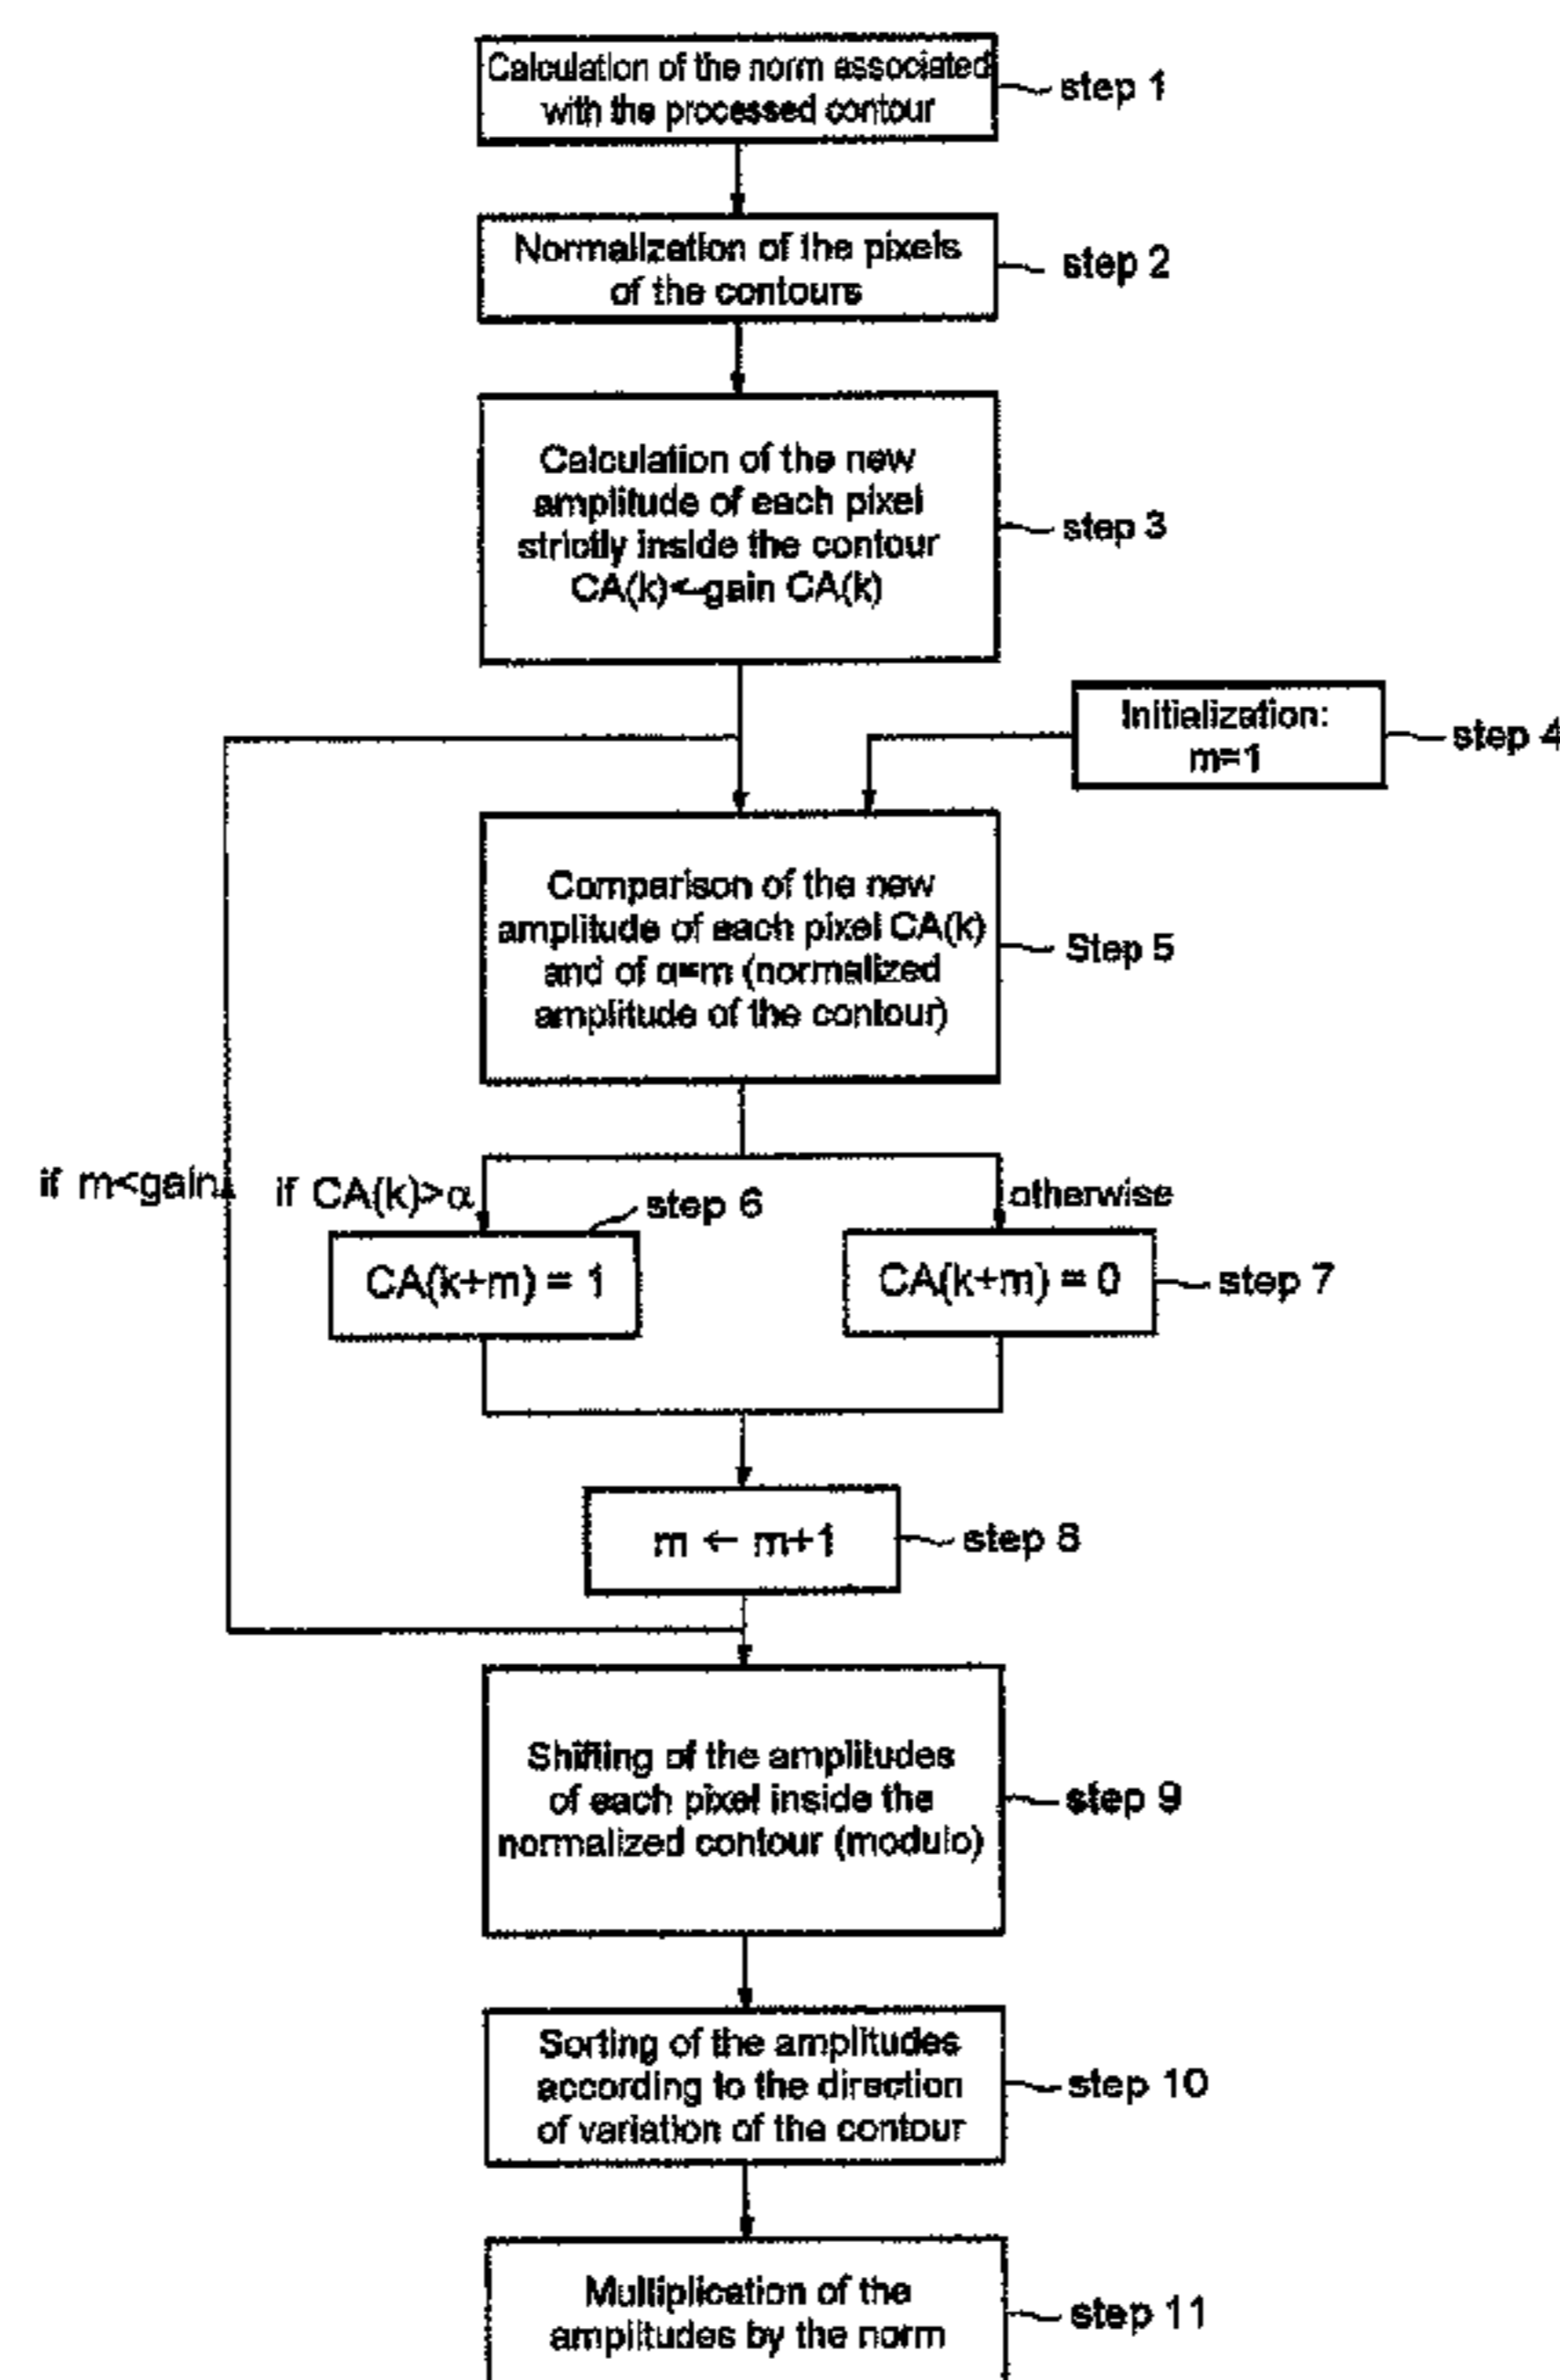 Calculation of the norm associated
with the processed contour
step 1
Normalization of the pixels
of the contours
step 2
Calculation of the new
amplitude of each pixel
strictly inside the contour
CA(k)←gain CA(k)
step 3
Initialization:
m=1
step 4
Comparison of the new
amplitude of each pixel CA(k)
and of α=m (normalized
amplitude of the contour)
Step 5
if m<gain
if CA(k)>α
step 6
otherwise
CA(k+m) = 1
CA(k+m) = 0
step 7
m ← m+1
step 8
Shifting of the amplitudes
of each pixel inside the
normalized contour (modulo)
step 9
Sorting of the amplitudes
according to the direction
of variation of the contour
step 10
Multiplication of the
amplitudes by the norm
step 11